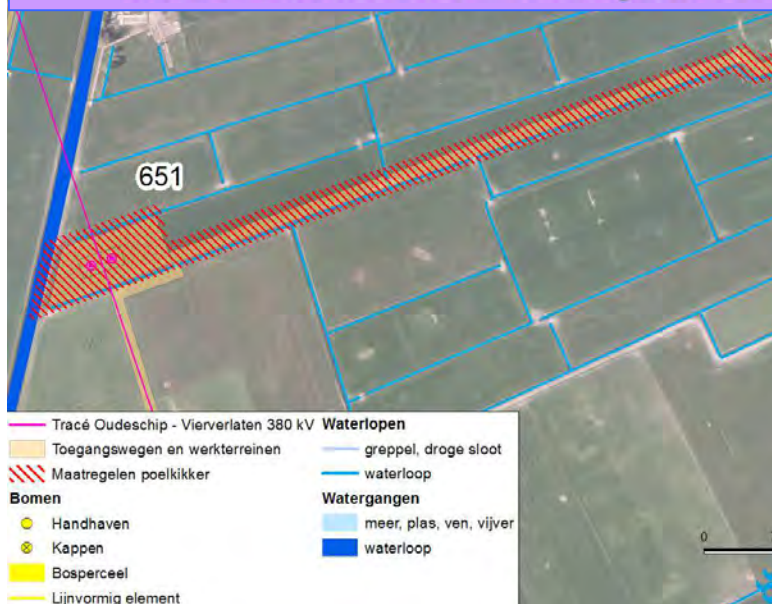 651
Tracé Oudeschip - Vierverlaten 380 kV
Toegangswegen en werkterreinen
Maatregelen poelkikker
Bomen
Handhaven
Kappen
Bosperceel
Lijnvormig element
Waterlopen
greppel, droge sloot
waterloop
Watergangen
meer, plas, ven, vijver
waterloop
0